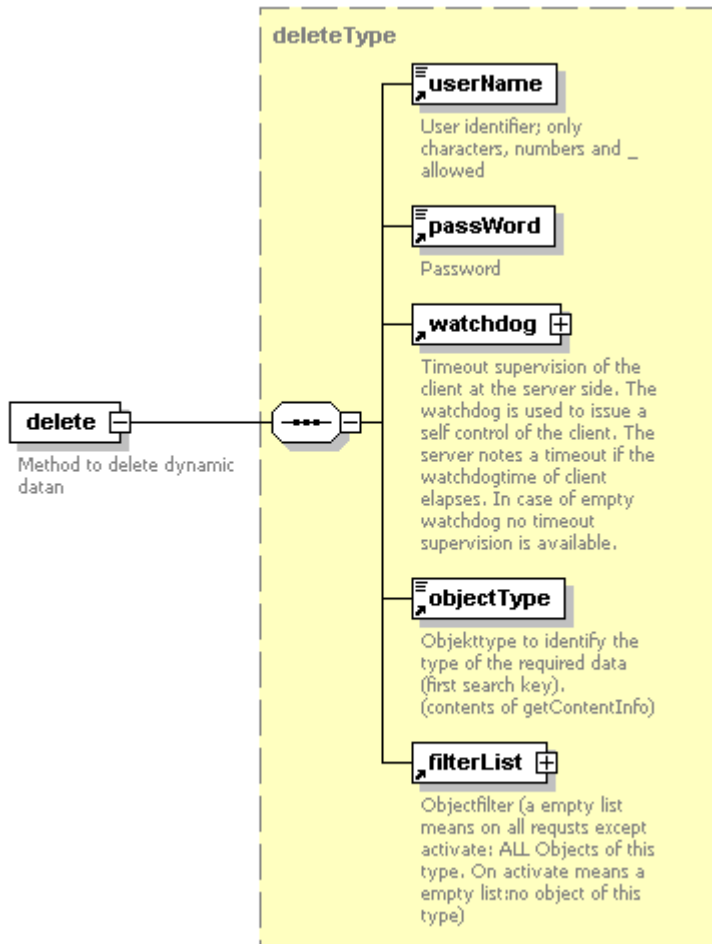 deleteType
userName
User identifier; only
characters, numbers and _
allowed
passWord
Password
watchdog
Timeout supervision of the
client at the server side. The
watchdog is used to issue a
self control of the client. The
server notes a timeout if the
watchdogtime of client
elapses. In case of empty
watchdog no timeout
supervision is available.
delete
Method to delete dynamic
datan
objectType
Objekttype to identify the
type of the required data
(first search key).
(contents of getContentInfo)
filterList
Objectfilter (a empty list
means on all requsts except
activate: ALL Objects of this
type. On activate means a
empty list:no object of this
type)